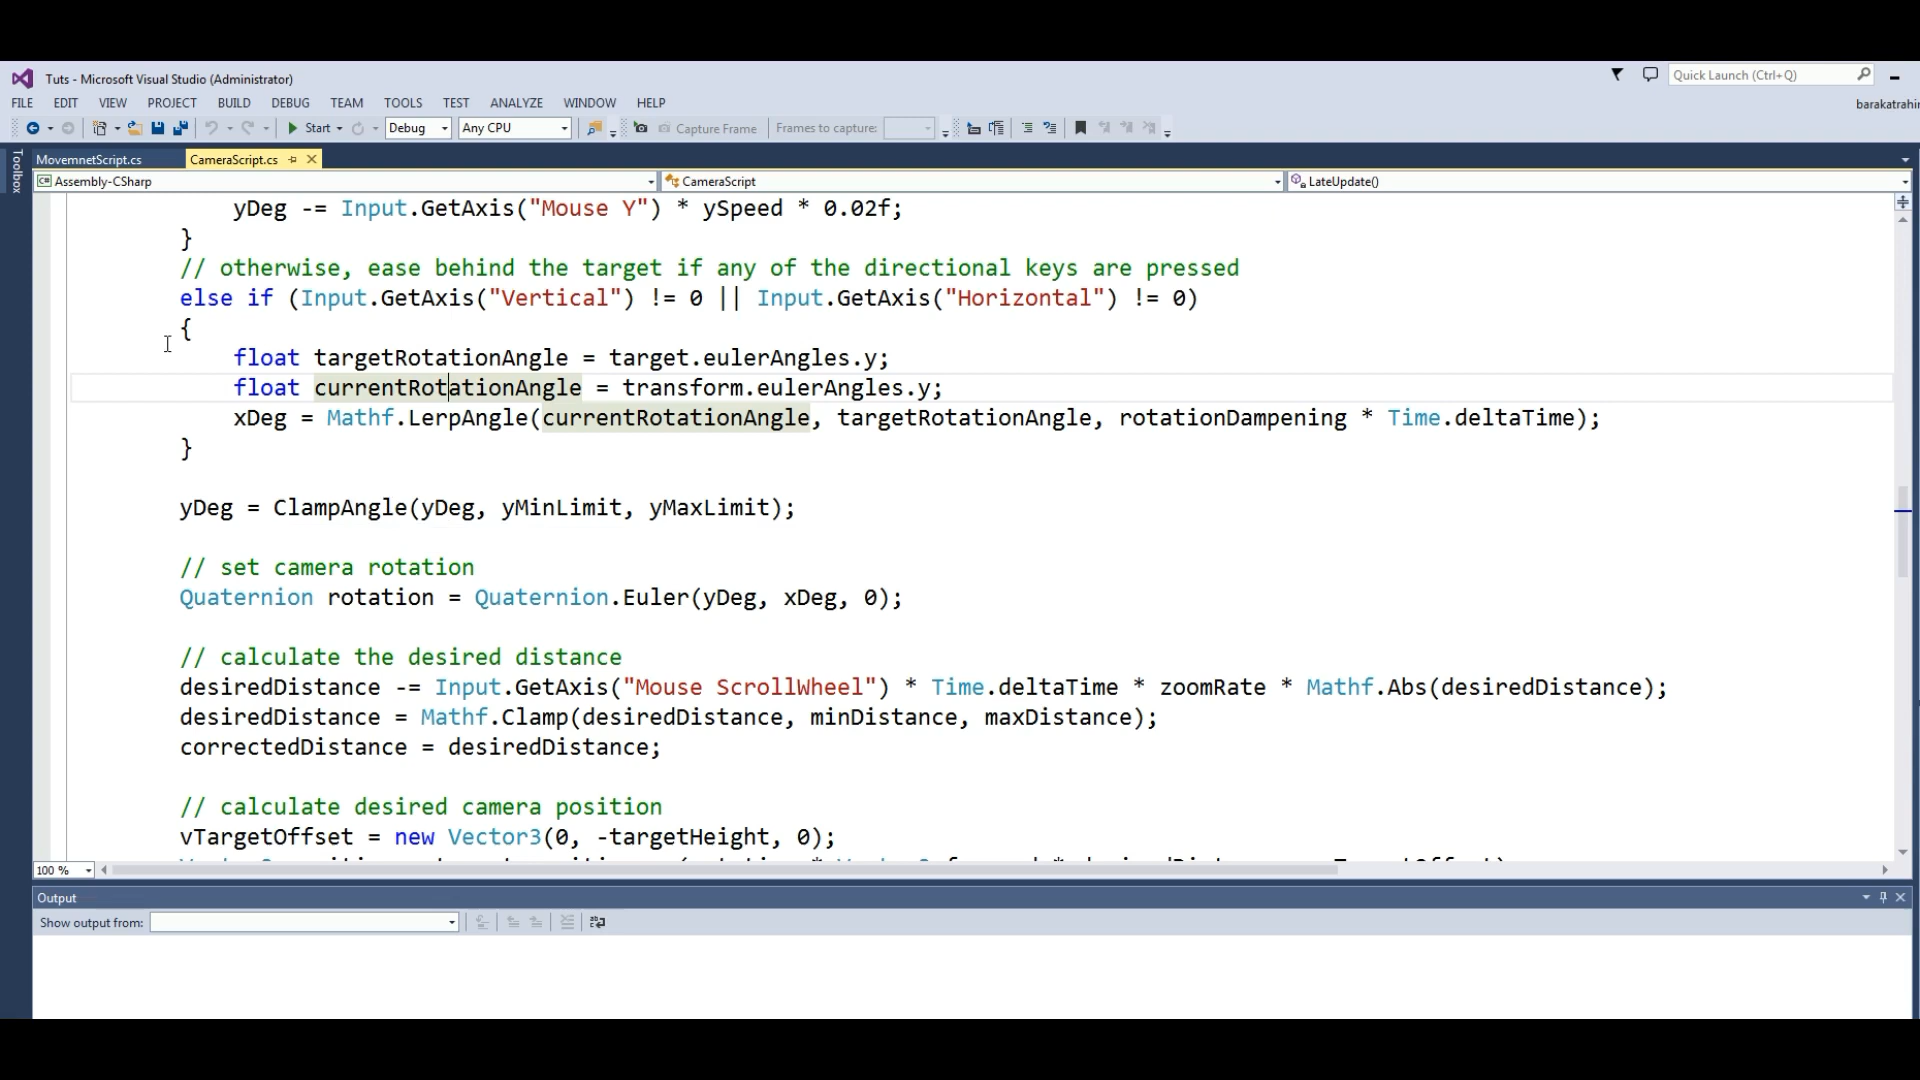 Tuts - Microsoft Visual Studio (Administrator)
Quick Launch (Ctrl+Q)
FILE EDIT VIEW PROJECT BUILD DEBUG TEAM TOOLS TEST ANALYZE WINDOW HELP
barakatrahir
Start Debug Any CPU Capture Frame Frames to capture:
Toolbox
MovemnetScript.cs CameraScript.cs
Assembly-CSharp CameraScript LateUpdate()
yDeg -= Input.GetAxis("Mouse Y") * ySpeed * 0.02f;
}
// otherwise, ease behind the target if any of the directional keys are pressed
else if (Input.GetAxis("Vertical") != 0 || Input.GetAxis("Horizontal") != 0)
{
float targetRotationAngle = target.eulerAngles.y;
float currentRotationAngle = transform.eulerAngles.y;
xDeg = Mathf.LerpAngle(currentRotationAngle, targetRotationAngle, rotationDampening * Time.deltaTime);
}
yDeg = ClampAngle(yDeg, yMinLimit, yMaxLimit);
// set camera rotation
Quaternion rotation = Quaternion.Euler(yDeg, xDeg, 0);
// calculate the desired distance
desiredDistance -= Input.GetAxis("Mouse ScrollWheel") * Time.deltaTime * zoomRate * Mathf.Abs(desiredDistance);
desiredDistance = Mathf.Clamp(desiredDistance, minDistance, maxDistance);
correctedDistance = desiredDistance;
// calculate desired camera position
vTargetOffset = new Vector3(0, -targetHeight, 0);
100 %
Output
Show output from: